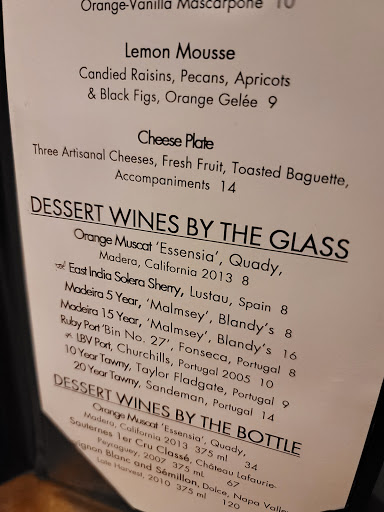 Orange-Vanilla Mascarpone 10
Lemon Mousse
Candied Raisins, Pecans, Apricots
& Black Figs, Orange Gelée 9
Cheese Plate
Three Artisanal Cheeses, Fresh Fruit, Toasted Baguette,
Accompaniments 14
DESSERT WINES BY THE GLASS
Orange Muscat 'Essensia', Quady,
Madera, California 2013 8
East India Solera Sherry, Lustau, Spain 8
Madeira 5 Year, 'Malmsey', Blandy's 8
Madeira 15 Year, 'Malmsey', Blandy's 16
Ruby Port 'Bin No. 27', Fonseca, Portugal 8
LBV Port, Churchills, Portugal 2005 10
10 Year Tawny, Taylor Fladgate, Portugal 9
20 Year Tawny, Sandeman, Portugal 14
DESSERT WINES BY THE BOTTLE
Orange Muscat 'Essensia', Quady,
Madera, California 2013 375 ml 34
Sauternes 1er Cru Classé, Château Lafaurie-
Peyraguey, 2007 375 ml 67
Blanc and Sémillon, Dolce, Napa Valley
Late Harvest, 2010 375 ml 120